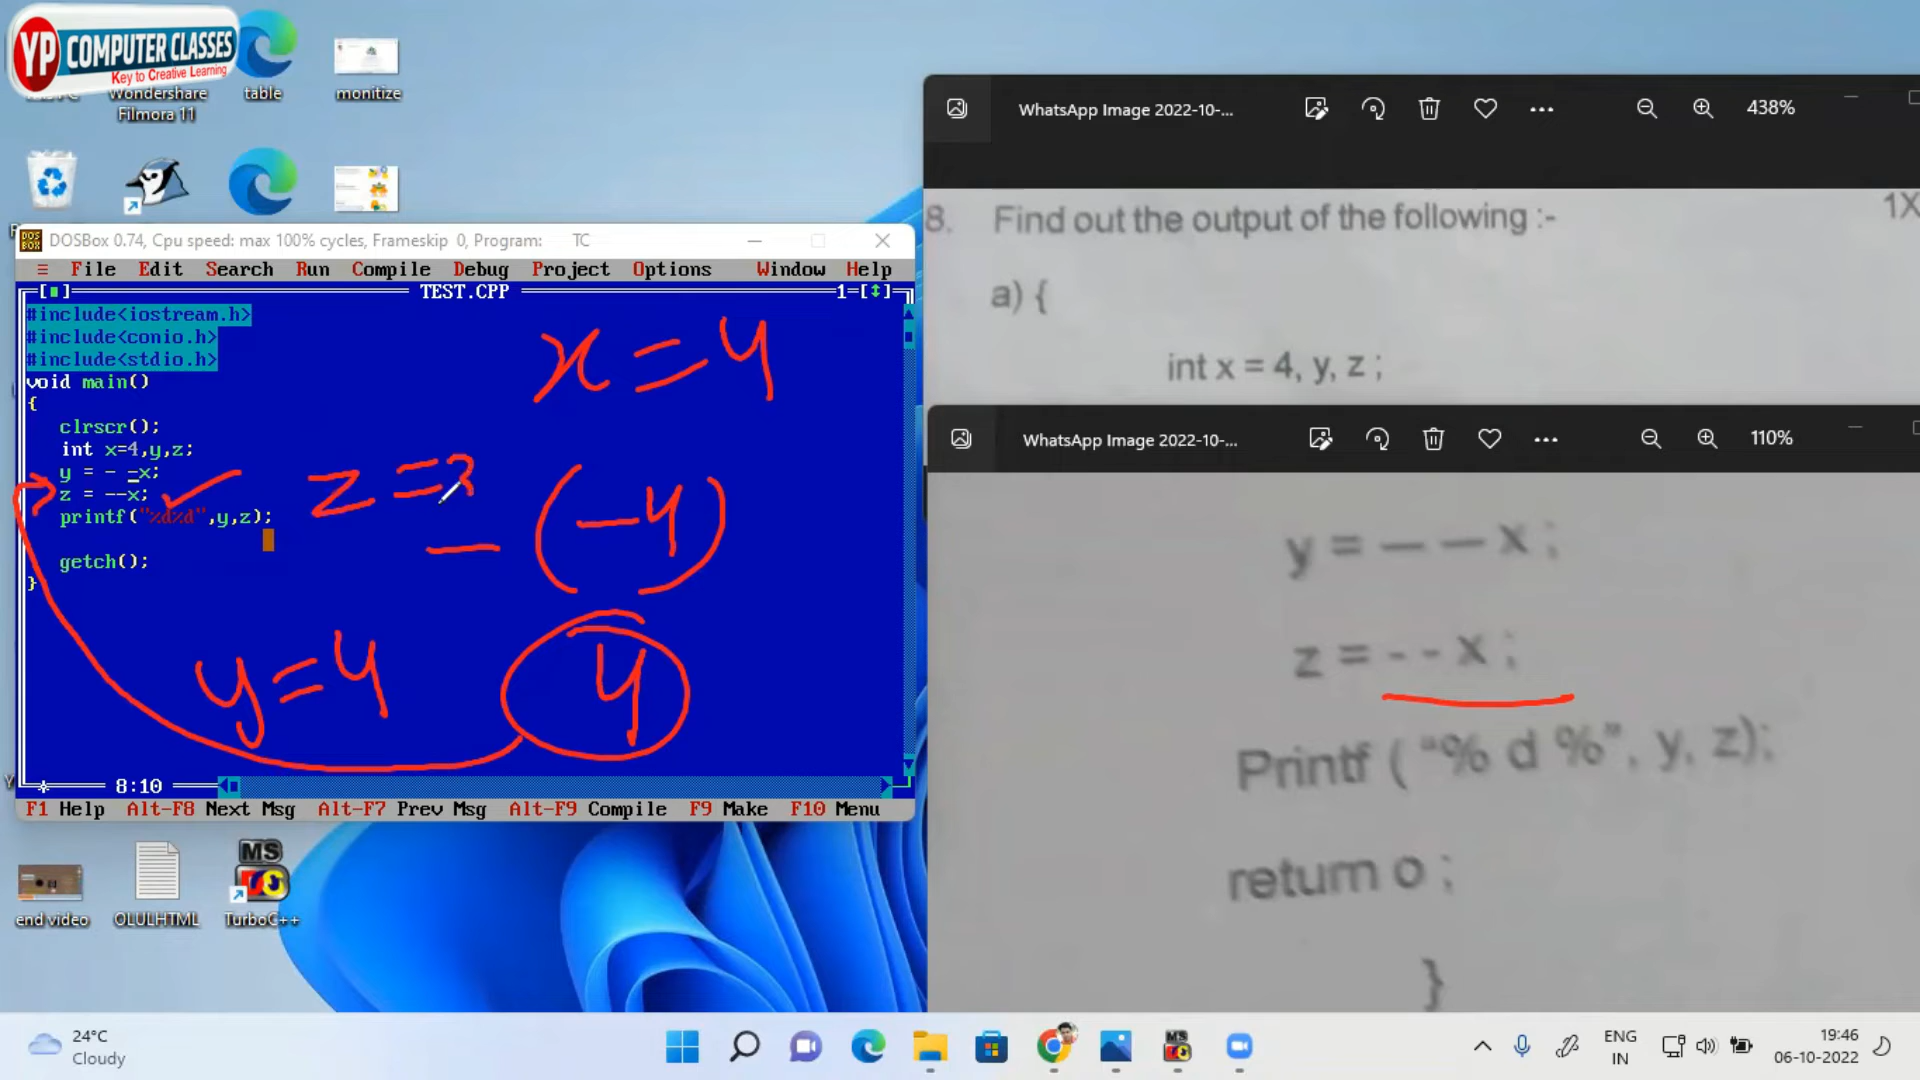 YP COMPUTER CLASSES
Key to Creative Learning
Wondershare
Filmora 11
table
monitize
DOSBox 0.74, Cpu speed: max 100% cycles, Frameskip 0, Program: TC
≡ File Edit Search Run Compile Debug Project Options Window Help
TEST.CPP
1=[↕]
#include<iostream.h>
#include<conio.h>
#include<stdio.h>
void main()
{
clrscr();
int x=4,y,z;
y = - -x;
z = --x;
printf("%d%d",y,z);
getch();
}
8:10
F1 Help Alt-F8 Next Msg Alt-F7 Prev Msg Alt-F9 Compile F9 Make F10 Menu
x=4
z=3
-(-4)
y=4
4
end video
OLULHTML
TurboC++
WhatsApp Image 2022-10-...
438%
8. Find out the output of the following :-
1X
a) {
int x = 4, y, z ;
WhatsApp Image 2022-10-...
110%
y = — — x ;
z = - - x ;
Printf ( "% d %", y, z);
return o ;
}
24°C
Cloudy
ENG
IN
19:46
06-10-2022